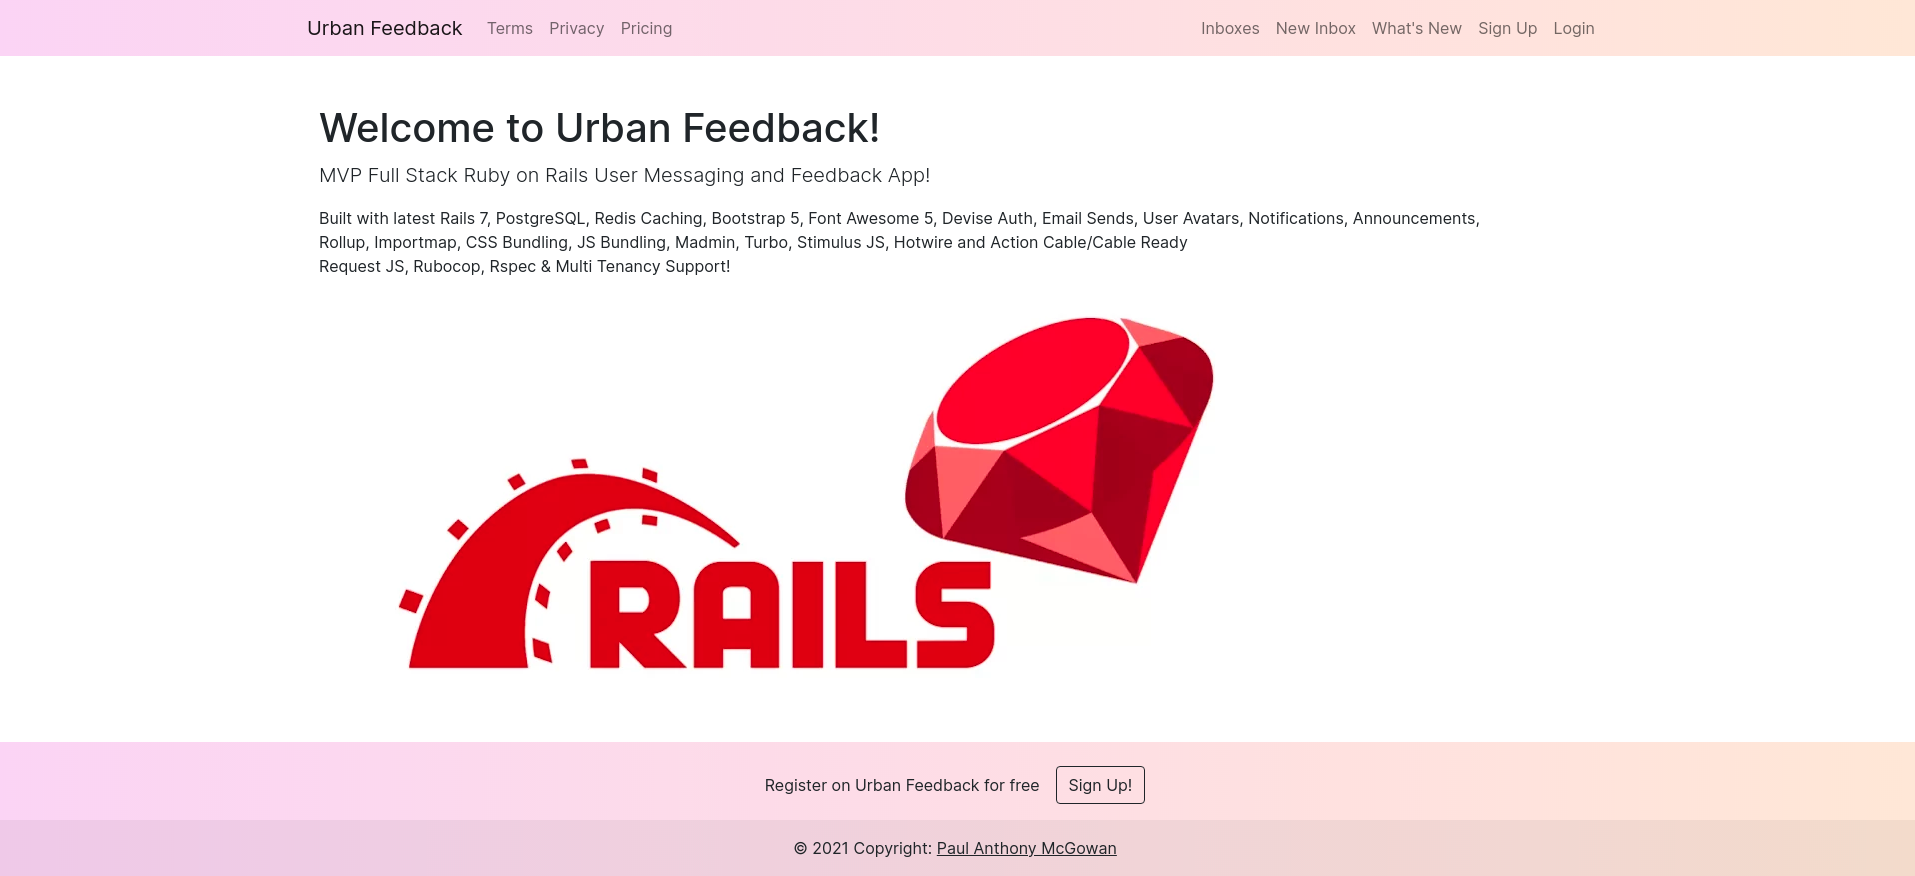 Urban Feedback Terms Privacy Pricing Inboxes New Inbox What's New Sign Up Login
Welcome to Urban Feedback!
MVP Full Stack Ruby on Rails User Messaging and Feedback App!
Built with latest Rails 7, PostgreSQL, Redis Caching, Bootstrap 5, Font Awesome 5, Devise Auth, Email Sends, User Avatars, Notifications, Announcements,
Rollup, Importmap, CSS Bundling, JS Bundling, Madmin, Turbo, Stimulus JS, Hotwire and Action Cable/Cable Ready
Request JS, Rubocop, Rspec & Multi Tenancy Support!
RAILS
Register on Urban Feedback for free Sign Up!
© 2021 Copyright: Paul Anthony McGowan